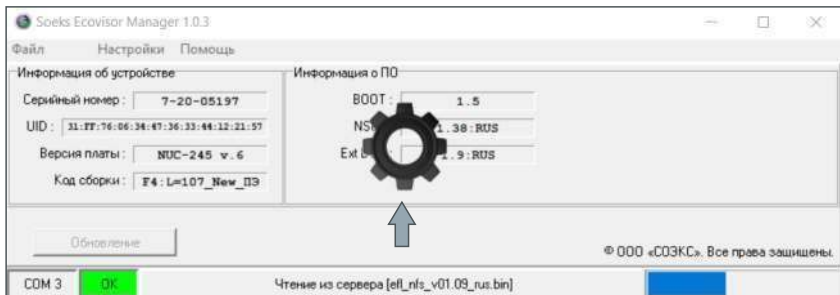 Soeks Ecovisor Manager 1.0.3
Файл Настройки Помощь
Информация об устройстве
Серийный номер: 7-20-05197
UID: 31:FF:76:06:34:47:36:33:44:12:21:57
Версия платы: NUC-245 v.6
Код сборки: F4:L=107_New_ПЭ
Информация о ПО
BOOT: 1.5
1.38:RUS
Ext 1.9:RUS
Обновление
© ООО «СОЭКС». Все права защищены.
COM 3 OK Чтение из сервера [efl_nfs_v01.09_rus.bin]